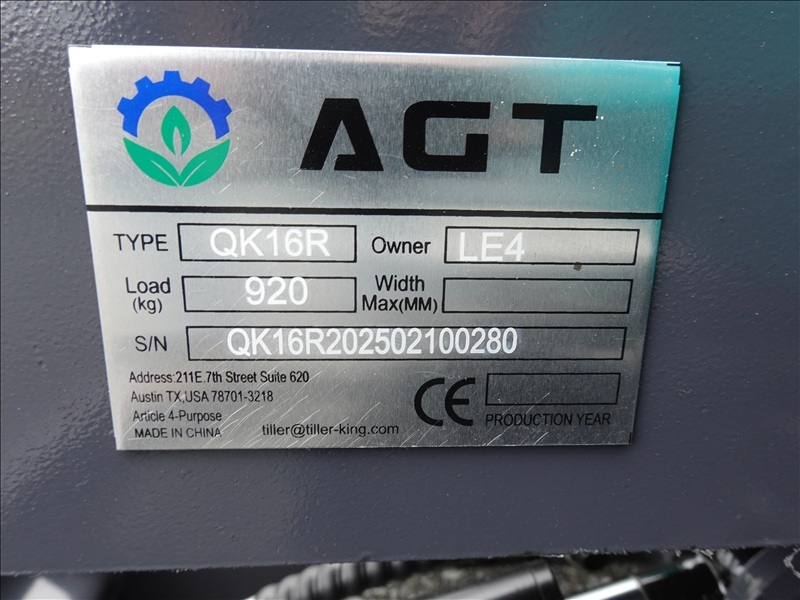 AGT
TYPE QK16R Owner LE4
Load (kg) 920 Width Max(MM)
S/N QK16R202502100280
Address:211E.7th Street Suite 620
Austin TX,USA 78701-3218
Article 4-Purpose
MADE IN CHINA tiller@tiller-king.com
CE PRODUCTION YEAR